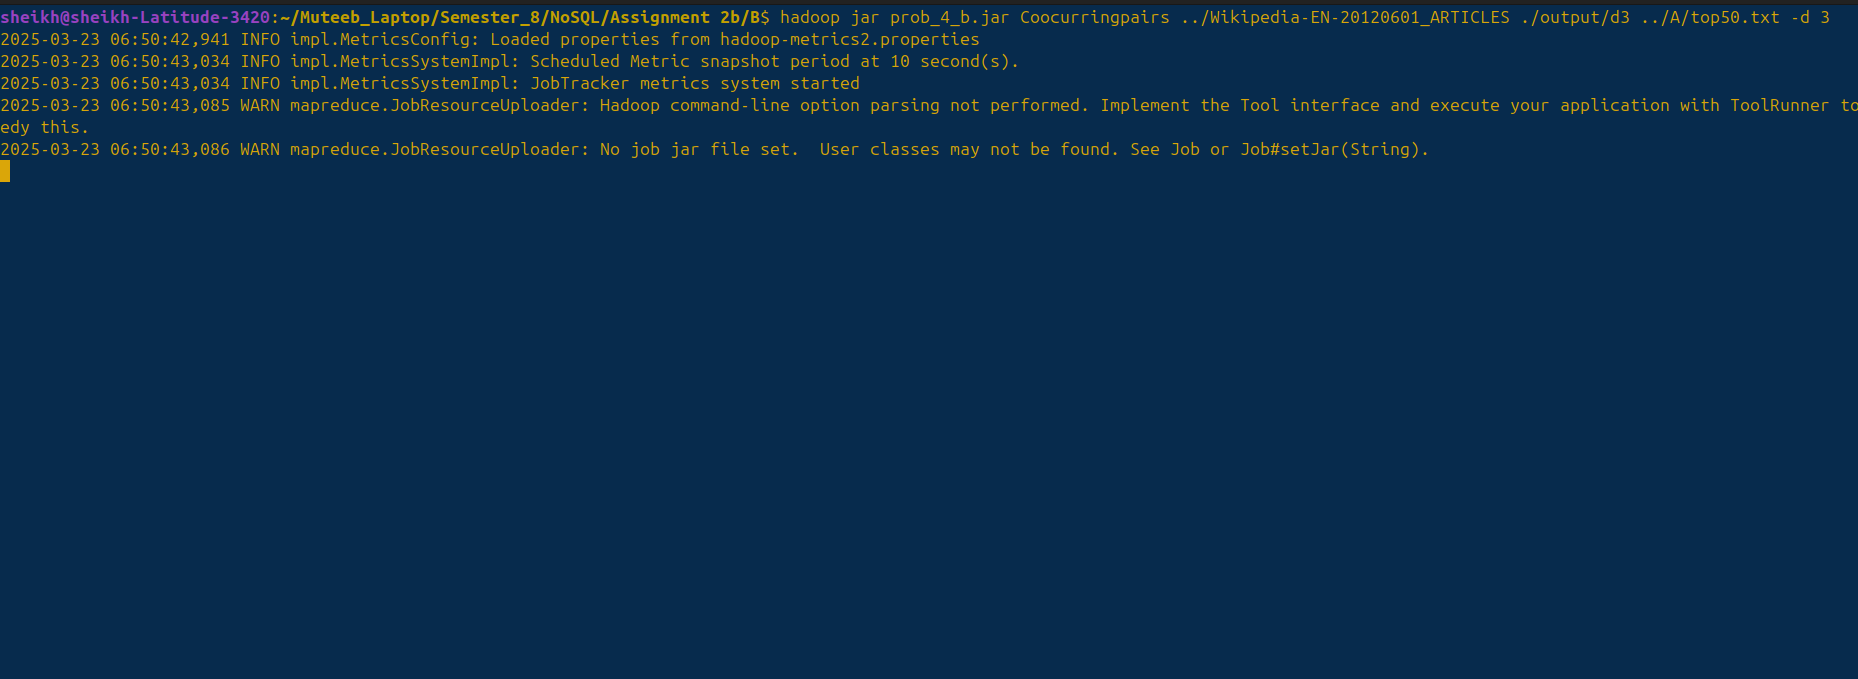 sheikh@sheikh-Latitude-3420:~/Muteeb_Laptop/Semester_8/NoSQL/Assignment 2b/B$ hadoop jar prob_4_b.jar Coocurringpairs ../Wikipedia-EN-20120601_ARTICLES ./output/d3 ../A/top50.txt -d 3
2025-03-23 06:50:42,941 INFO impl.MetricsConfig: Loaded properties from hadoop-metrics2.properties
2025-03-23 06:50:43,034 INFO impl.MetricsSystemImpl: Scheduled Metric snapshot period at 10 second(s).
2025-03-23 06:50:43,034 INFO impl.MetricsSystemImpl: JobTracker metrics system started
2025-03-23 06:50:43,085 WARN mapreduce.JobResourceUploader: Hadoop command-line option parsing not performed. Implement the Tool interface and execute your application with ToolRunner to
edy this.
2025-03-23 06:50:43,086 WARN mapreduce.JobResourceUploader: No job jar file set.  User classes may not be found. See Job or Job#setJar(String).